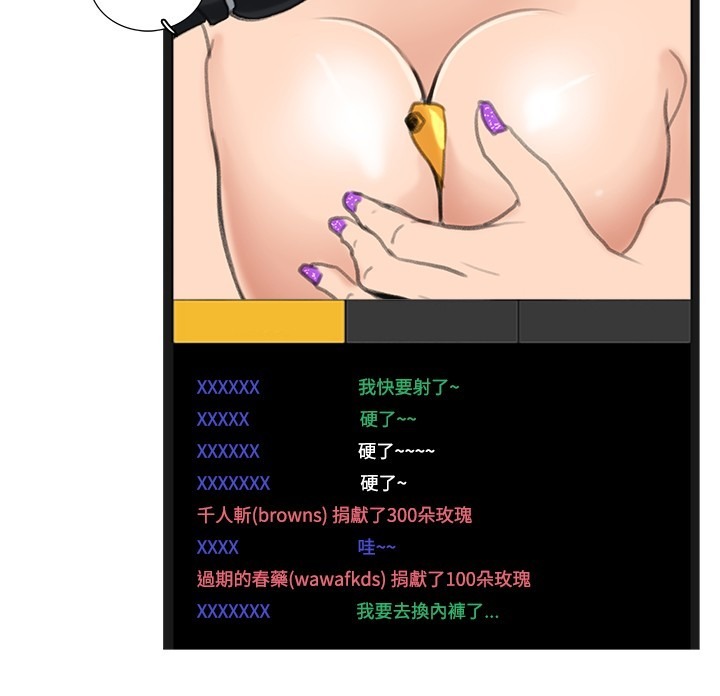 XXXXXX 我快要射了~
XXXXX 硬了~~
XXXXXX 硬了~~~~
XXXXXXX 硬了~
千人斬(browns) 捐獻了300朵玫瑰
XXXX 哇~~
過期的春藥(wawafkds) 捐獻了100朵玫瑰
XXXXXXX 我要去換內褲了...